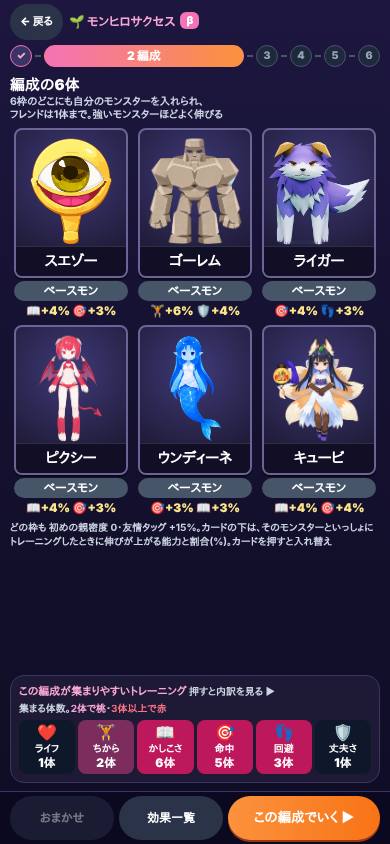 ← 戻る
🌱 モンヒロサクセス β
✓ 2 編成 3 4 5 6
編成の6体
6枠のどこにも自分のモンスターを入れられ、
フレンドは1体まで。強いモンスターほどよく伸びる
スエゾー ゴーレム ライガー
ベースモン ベースモン ベースモン
📖+4% 🎯+3% 🏋+6% 🛡+4% 🎯+4% 👣+3%
ピクシー ウンディーネ キュービ
ベースモン ベースモン ベースモン
📖+4% 🎯+3% 🎯+3% 📖+3% 📖+4% 🎯+4%
どの枠も 初めの親密度 0・友情タッグ +15%。カードの下は、そのモンスターといっしょに
トレーニングしたときに伸びが上がる能力と割合(%)。カードを押すと入れ替え
この編成が集まりやすいトレーニング 押すと内訳を見る ▶
集まる体数。2体で桃・3体以上で赤
ライフ ちから かしこさ 命中 回避 丈夫さ
1体 2体 6体 5体 3体 1体
おまかせ 効果一覧 この編成でいく ▶